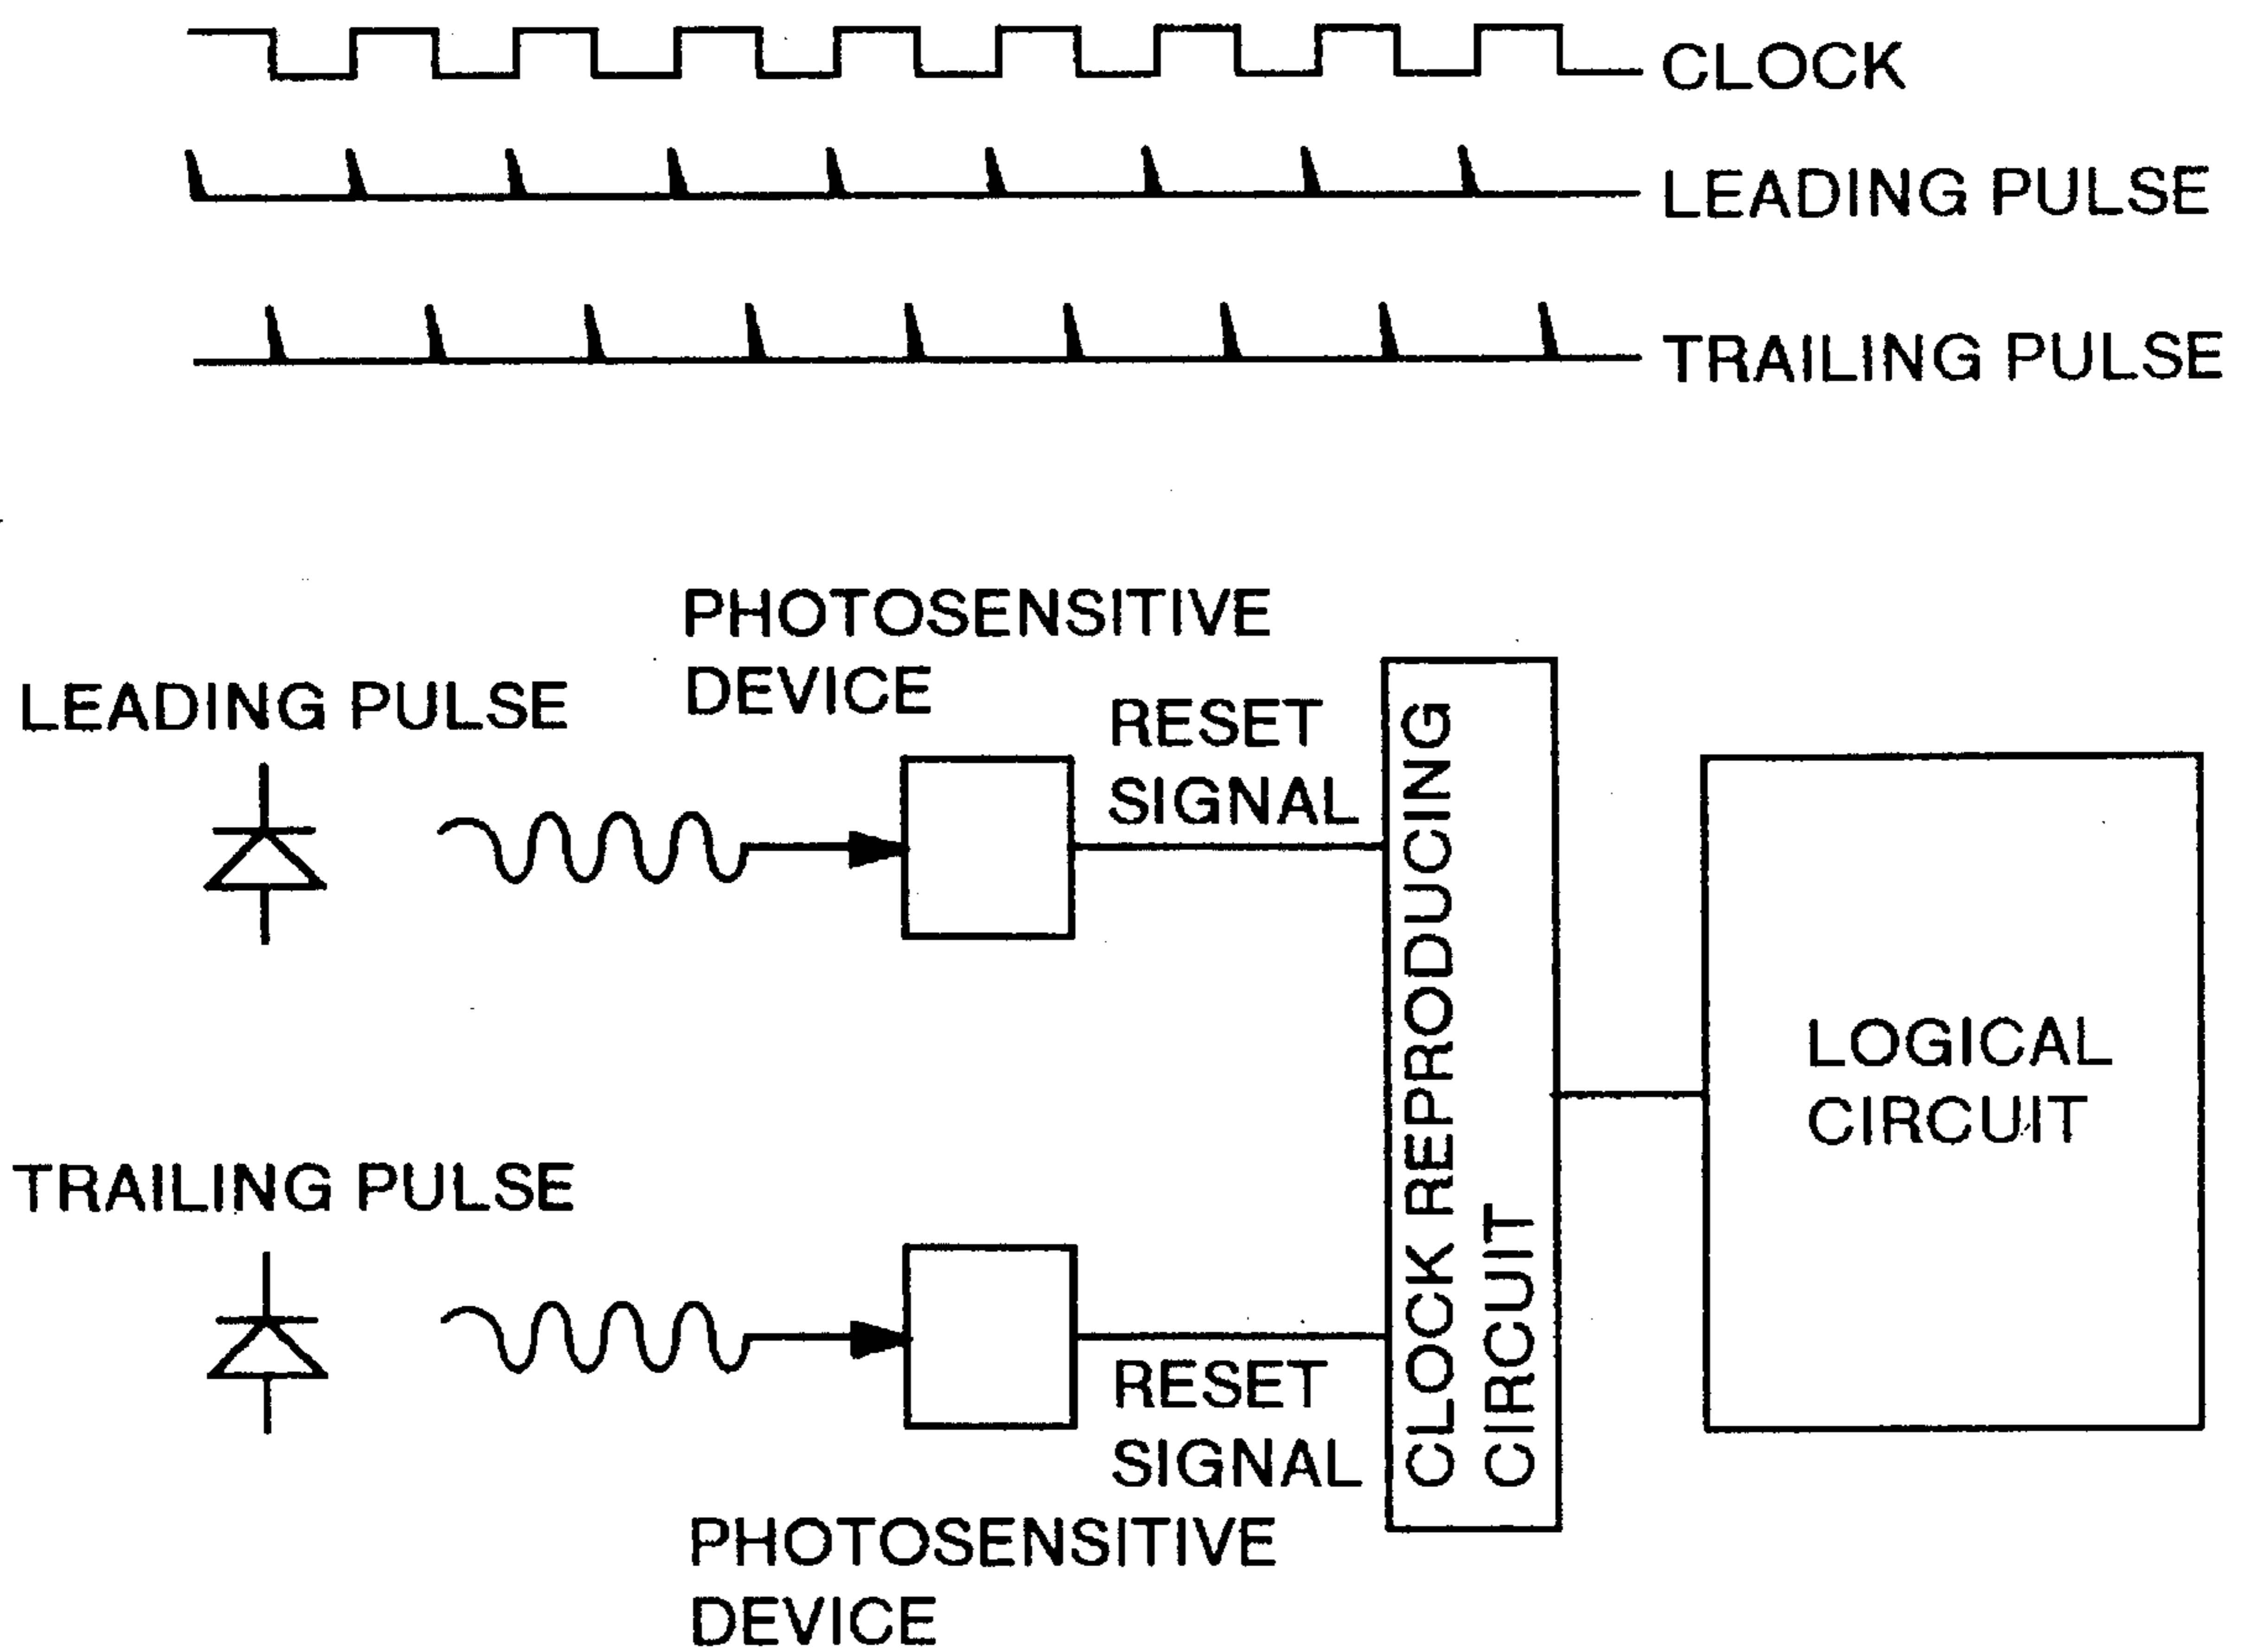 CLOCK
LEADING PULSE
TRAILING PULSE
PHOTOSENSITIVE
DEVICE
LEADING PULSE
RESET
SIGNAL
CLOCK REPRODUCING
CIRCUIT
LOGICAL
CIRCUIT
TRAILING PULSE
RESET
SIGNAL
PHOTOSENSITIVE
DEVICE